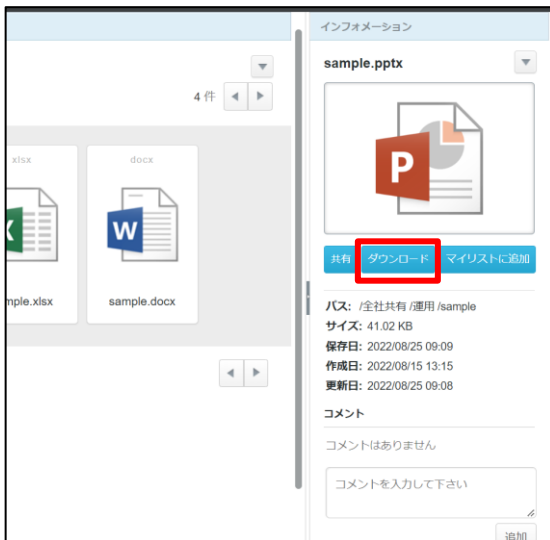 インフォメーション
sample.pptx
4 件
xlsx
docx
P
W
mple.xlsx
sample.docx
共有
ダウンロード
マイリストに追加
パス: /全社共有 /運用 /sample
サイズ: 41.02 KB
保存日: 2022/08/25 09:09
作成日: 2022/08/15 13:15
更新日: 2022/08/25 09:08
コメント
コメントはありません
コメントを入力して下さい
追加